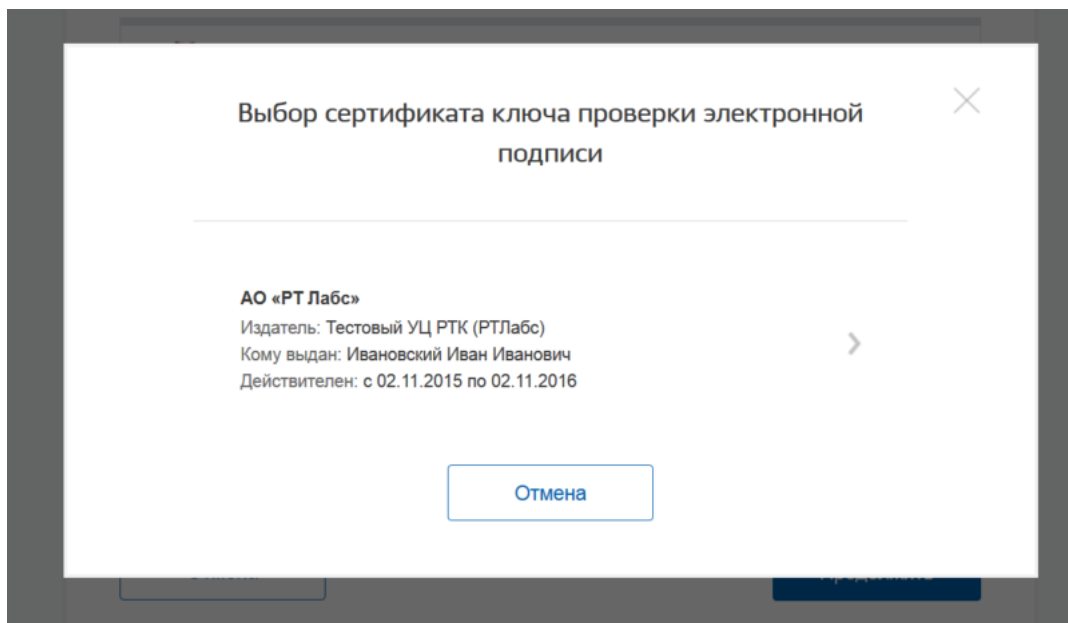 Выбор сертификата ключа проверки электронной
подписи
АО «РТ Лабс»
Издатель: Тестовый УЦ РТК (РТЛабс)
Кому выдан: Ивановский Иван Иванович
Действителен: с 02.11.2015 по 02.11.2016
Отмена